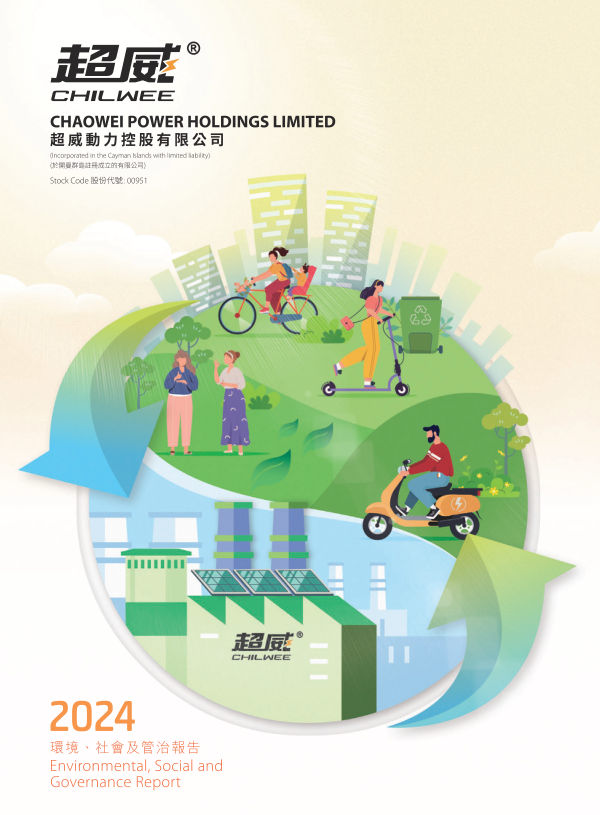 超威®
CHILWEE
CHAOWEI POWER HOLDINGS LIMITED
超威動力控股有限公司
(Incorporated in the Cayman Islands with limited liability)
(於開曼群島註冊成立的有限公司)
Stock Code 股份代號: 00951
超威®
CHILWEE
2024
環境、社會及管治報告
Environmental, Social and
Governance Report